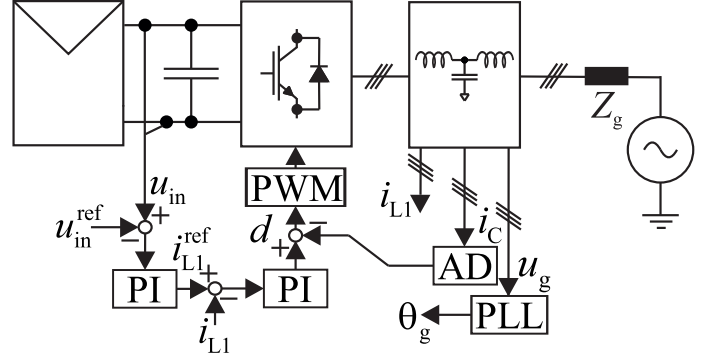 Z_g
PWM
u_in
i_L1
u_in^ref
i_L1^ref
d
i_C
AD
u_g
PI
PI
θ_g
PLL
i_L1